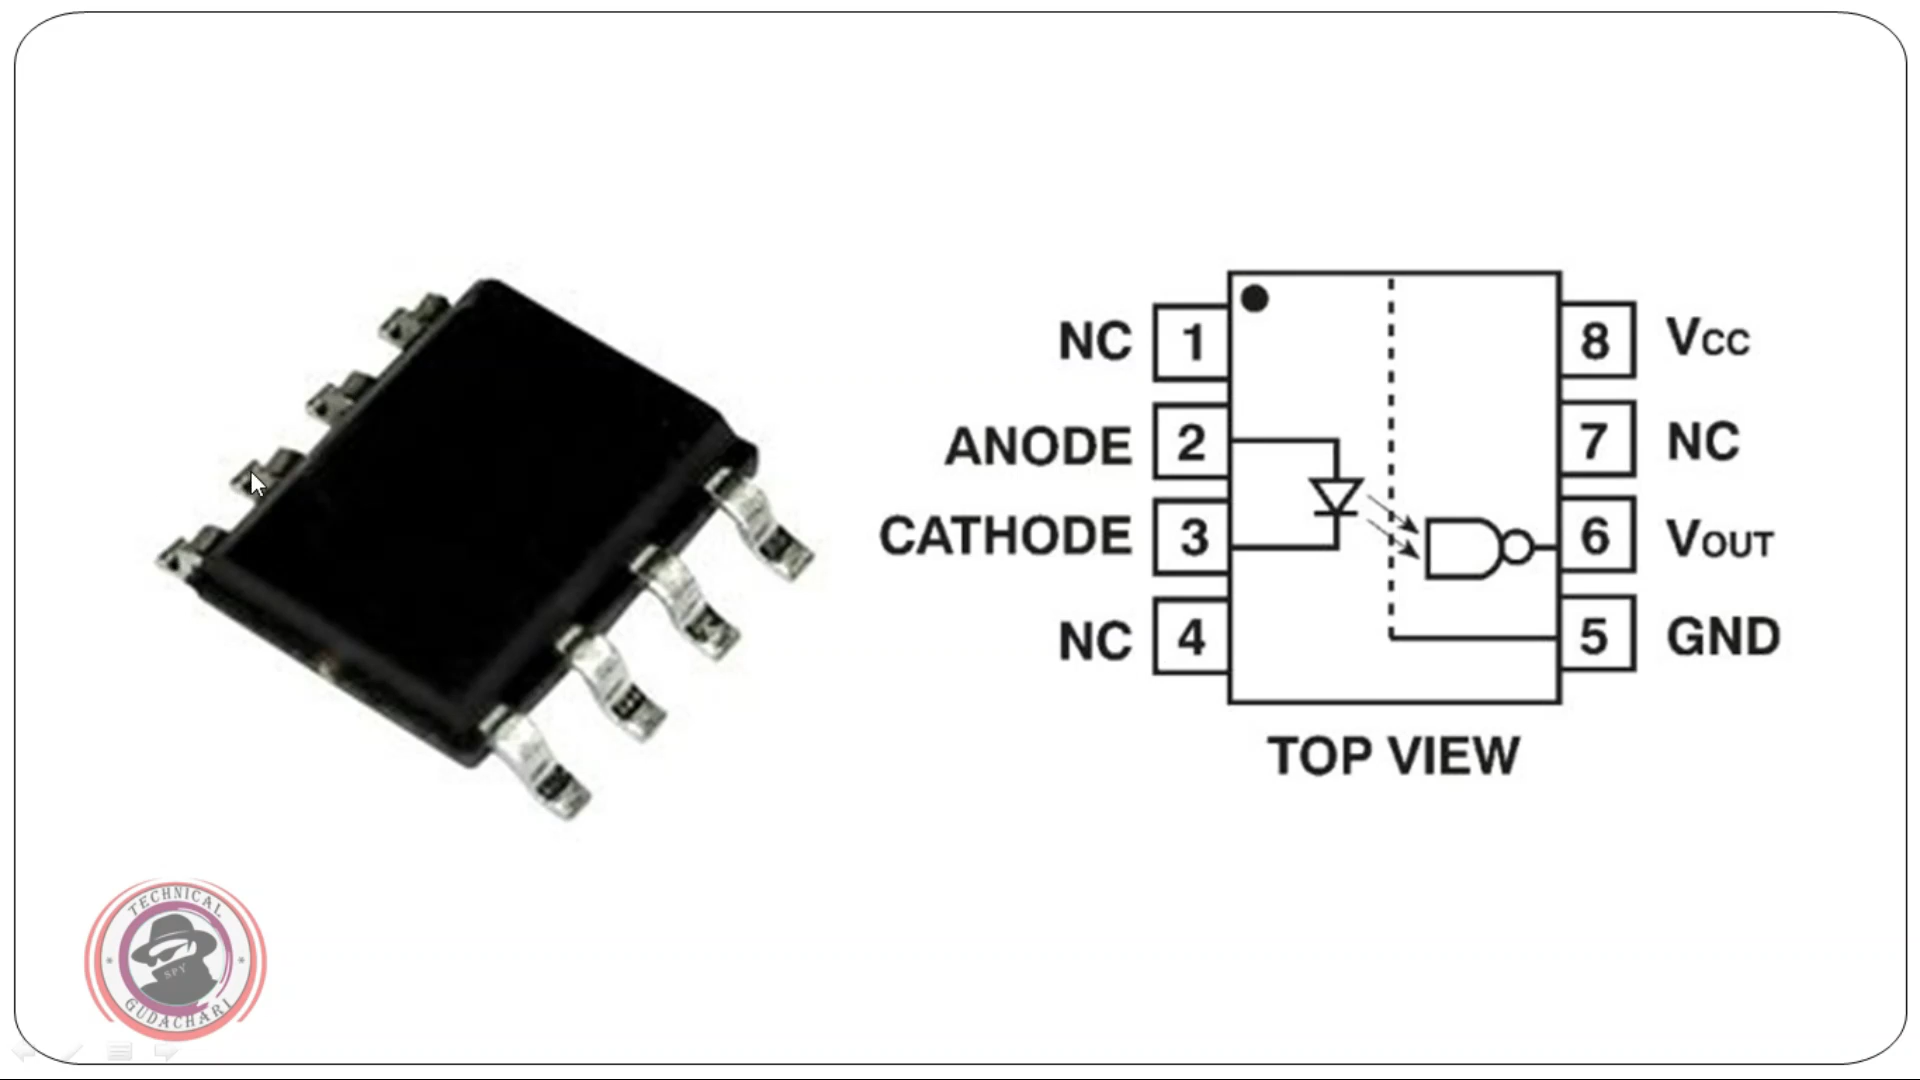 NC 1 8 VCC
ANODE 2 7 NC
CATHODE 3 6 VOUT
NC 4 5 GND
TOP VIEW
TECHNICAL
SPY
GUDACHARI